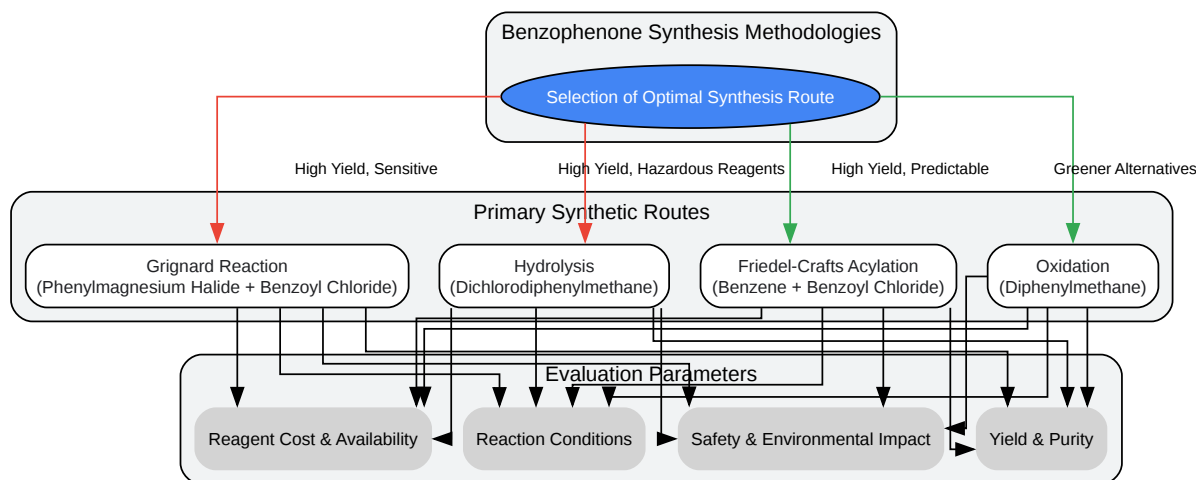 Benzophenone Synthesis Methodologies
Selection of Optimal Synthesis Route
High Yield, Sensitive
High Yield, Hazardous Reagents
High Yield, Predictable
Greener Alternatives
Primary Synthetic Routes
Grignard Reaction
(Phenylmagnesium Halide + Benzoyl Chloride)
Hydrolysis
(Dichlorodiphenylmethane)
Friedel-Crafts Acylation
(Benzene + Benzoyl Chloride)
Oxidation
(Diphenylmethane)
Evaluation Parameters
Reagent Cost & Availability
Reaction Conditions
Safety & Environmental Impact
Yield & Purity